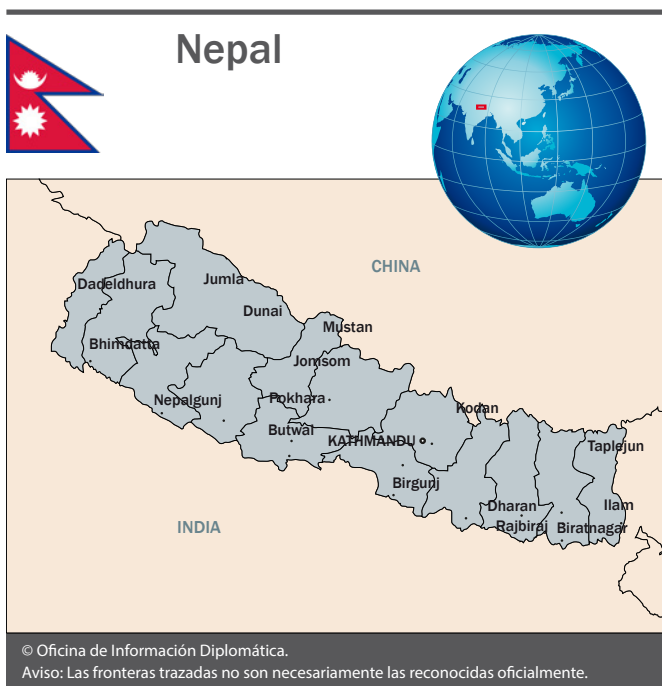 Nepal
CHINA
Dadeldhura
Jumla
Dunai
Mustan
Bhimdatta
Jomsom
Nepalgunj
Pokhara
Kodari
Butwal
KATHMANDU
Taplejun
Birgunj
Dharan
Ilam
INDIA
Rajbiraj
Biratnagar
© Oficina de Información Diplomática.
Aviso: Las fronteras trazadas no son necesariamente las reconocidas oficialmente.